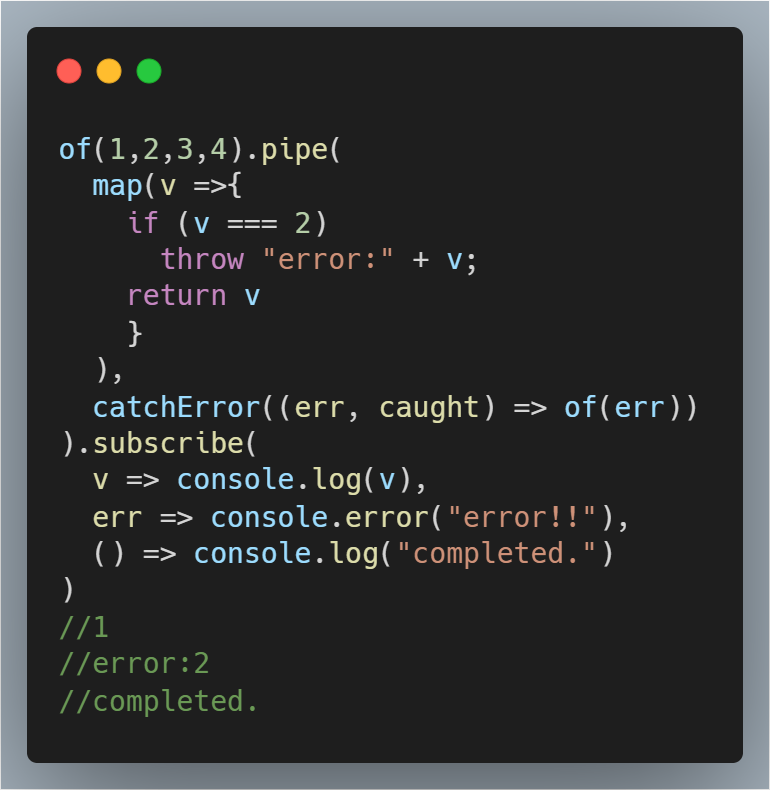 of(1,2,3,4).pipe(
  map(v =>{
    if (v === 2)
      throw "error:" + v;
    return v
    }
  ),
  catchError((err, caught) => of(err))
).subscribe(
  v => console.log(v),
  err => console.error("error!!"),
  () => console.log("completed.")
)
//1
//error:2
//completed.